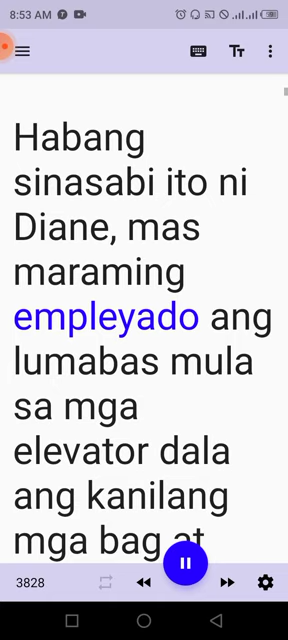 8:53 AM
Habang
sinasabi ito ni
Diane, mas
maraming
empleyado ang
lumabas mula
sa mga
elevator dala
ang kanilang
mga bag at
3828